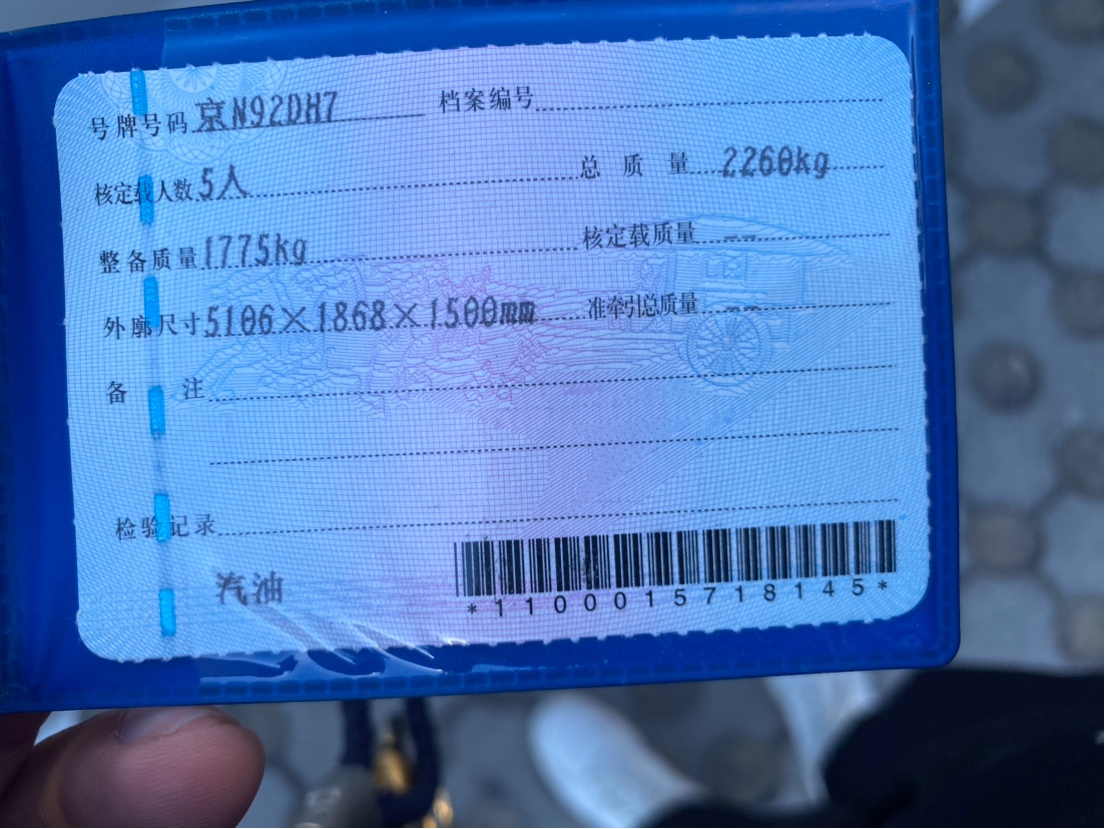 号牌号码 京N92DH7 档案编号
核定载人数 5人 总质量 2260kg
整备质量 1775kg 核定载质量 --
外廓尺寸 5106×1868×1500mm 准牵引总质量 --
备注
检验记录
汽油
*1100015718145*